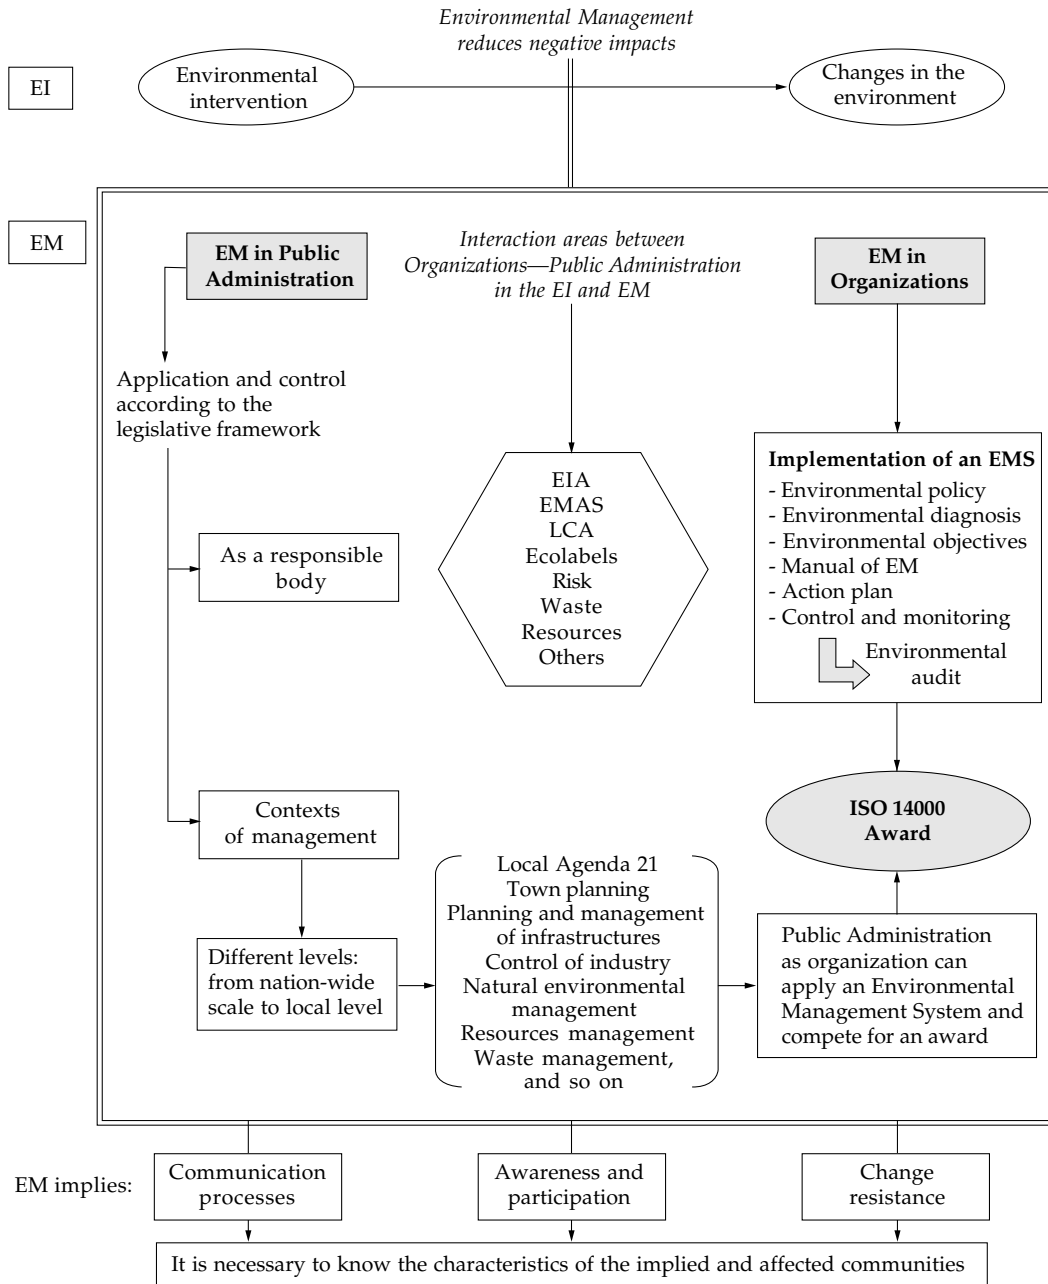 Environmental Management
reduces negative impacts
EI
Environmental
intervention
Changes in the
environment
EM
EM in Public
Administration
Interaction areas between
Organizations—Public Administration
in the EI and EM
EM in
Organizations
Application and control
according to the
legislative framework
As a responsible
body
EIA
EMAS
LCA
Ecolabels
Risk
Waste
Resources
Others
Implementation of an EMS
- Environmental policy
- Environmental diagnosis
- Environmental objectives
- Manual of EM
- Action plan
- Control and monitoring
Environmental
audit
Contexts
of management
ISO 14000
Award
Different levels:
from nation-wide
scale to local level
Local Agenda 21
Town planning
Planning and management
of infrastructures
Control of industry
Natural environmental
management
Resources management
Waste management,
and so on
Public Administration
as organization can
apply an Environmental
Management System and
compete for an award
EM implies:
Communication
processes
Awareness and
participation
Change
resistance
It is necessary to know the characteristics of the implied and affected communities